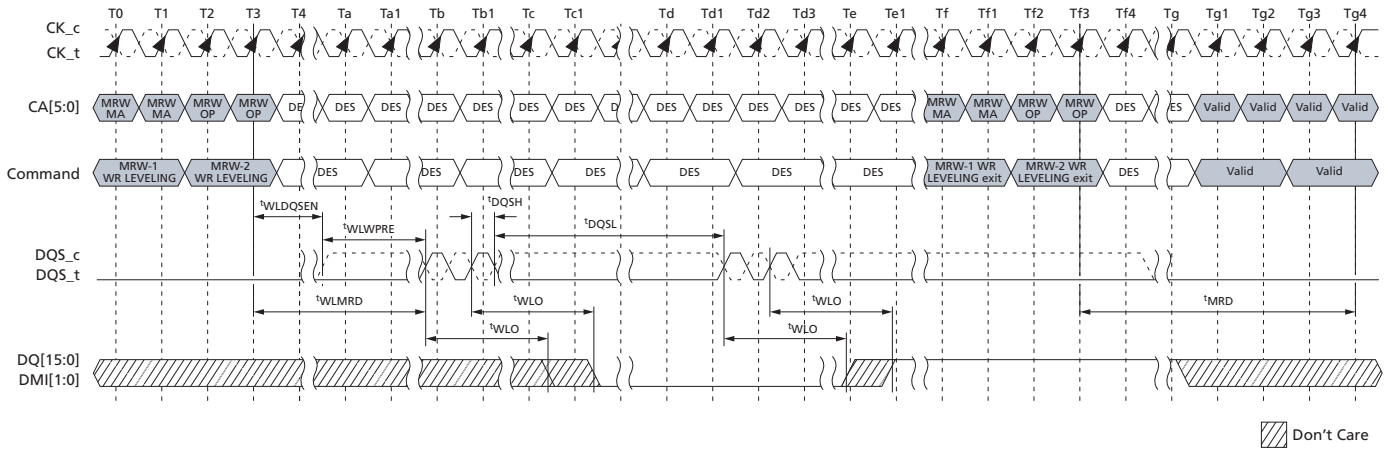 T0 T1 T2 T3 T4 Ta Ta1 Tb Tb1 Tc Tc1 Td Td1 Td2 Td3 Te Te1 Tf Tf1 Tf2 Tf3 Tf4 Tg Tg1 Tg2 Tg3 Tg4
CK_c
CK_t
CA[5:0]
MRW MA
MRW MA
MRW OP
MRW OP
DE DES DES DES DES DES DES D DES DES DES DES DES DES
MRW MA
MRW MA
MRW OP
MRW OP
DES ES Valid Valid Valid Valid
Command
MRW-1
WR LEVELING
MRW-2
WR LEVELING
DES DES DES DES DES DES DES DES DES DES
MRW-1 WR
LEVELING exit
MRW-2 WR
LEVELING exit
DES DES Valid Valid
tWLDQSEN
tDQSH
tWLWPRE
tDQSL
DQS_c
DQS_t
tWLMRD
tWLO
tWLO
tMRD
tWLO
tWLO
DQ[15:0]
DMI[1:0]
Don't Care